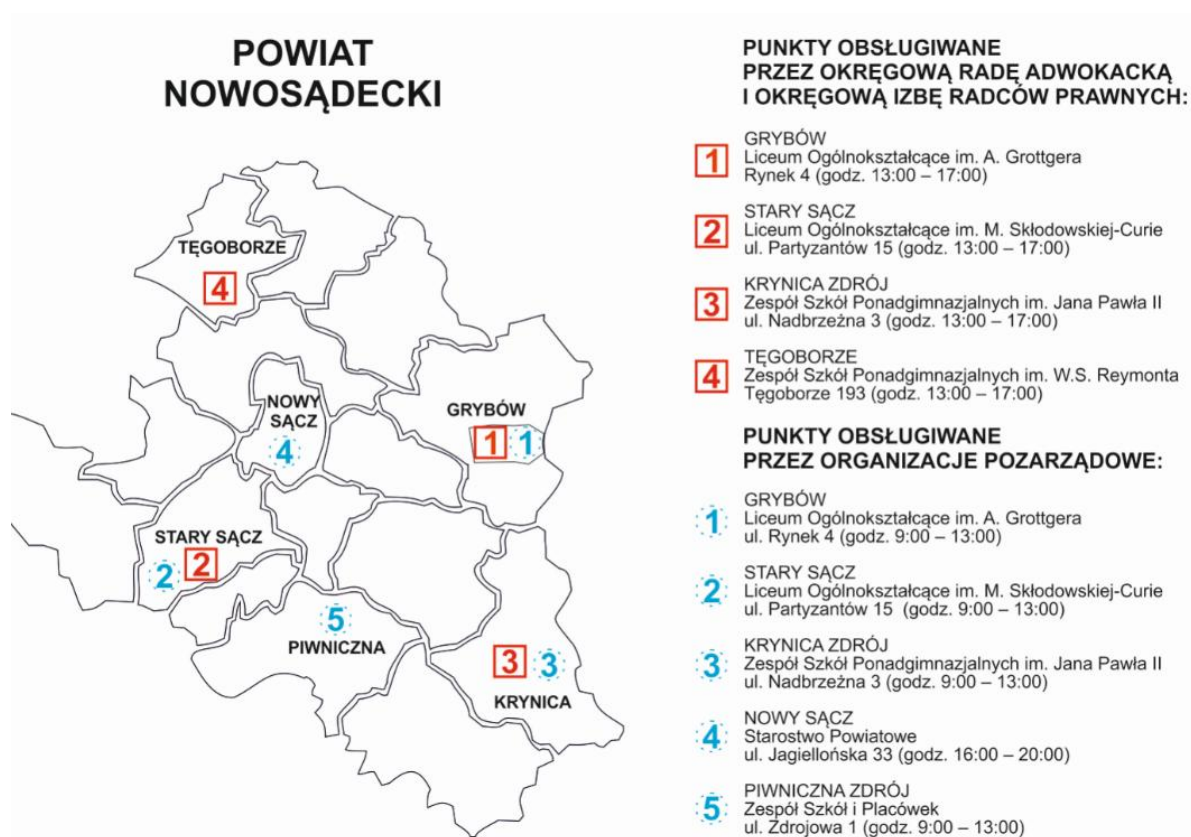 POWIAT
NOWOSĄDECKI
TĘGOBORZE
4
NOWY
SĄCZ
4
GRYBÓW
1 1
STARY SĄCZ
2 2
5
PIWNICZNA
3 3
KRYNICA
PUNKTY OBSŁUGIWANE
PRZEZ OKRĘGOWĄ RADĘ ADWOKACKĄ
I OKRĘGOWĄ IZBĘ RADCÓW PRAWNYCH:
1
GRYBÓW
Liceum Ogólnokształcące im. A. Grottgera
Rynek 4 (godz. 13:00 – 17:00)
2
STARY SĄCZ
Liceum Ogólnokształcące im. M. Skłodowskiej-Curie
ul. Partyzantów 15 (godz. 13:00 – 17:00)
3
KRYNICA ZDRÓJ
Zespół Szkół Ponadgimnazjalnych im. Jana Pawła II
ul. Nadbrzeżna 3 (godz. 13:00 – 17:00)
4
TĘGOBORZE
Zespół Szkół Ponadgimnazjalnych im. W.S. Reymonta
Tęgoborze 193 (godz. 13:00 – 17:00)
PUNKTY OBSŁUGIWANE
PRZEZ ORGANIZACJE POZARZĄDOWE:
1
GRYBÓW
Liceum Ogólnokształcące im. A. Grottgera
ul. Rynek 4 (godz. 9:00 – 13:00)
2
STARY SĄCZ
Liceum Ogólnokształcące im. M. Skłodowskiej-Curie
ul. Partyzantów 15 (godz. 9:00 – 13:00)
3
KRYNICA ZDRÓJ
Zespół Szkół Ponadgimnazjalnych im. Jana Pawła II
ul. Nadbrzeżna 3 (godz. 9:00 – 13:00)
4
NOWY SĄCZ
Starostwo Powiatowe
ul. Jagiellońska 33 (godz. 16:00 – 20:00)
5
PIWNICZNA ZDRÓJ
Zespół Szkół i Placówek
ul. Zdrojowa 1 (godz. 9:00 – 13:00)